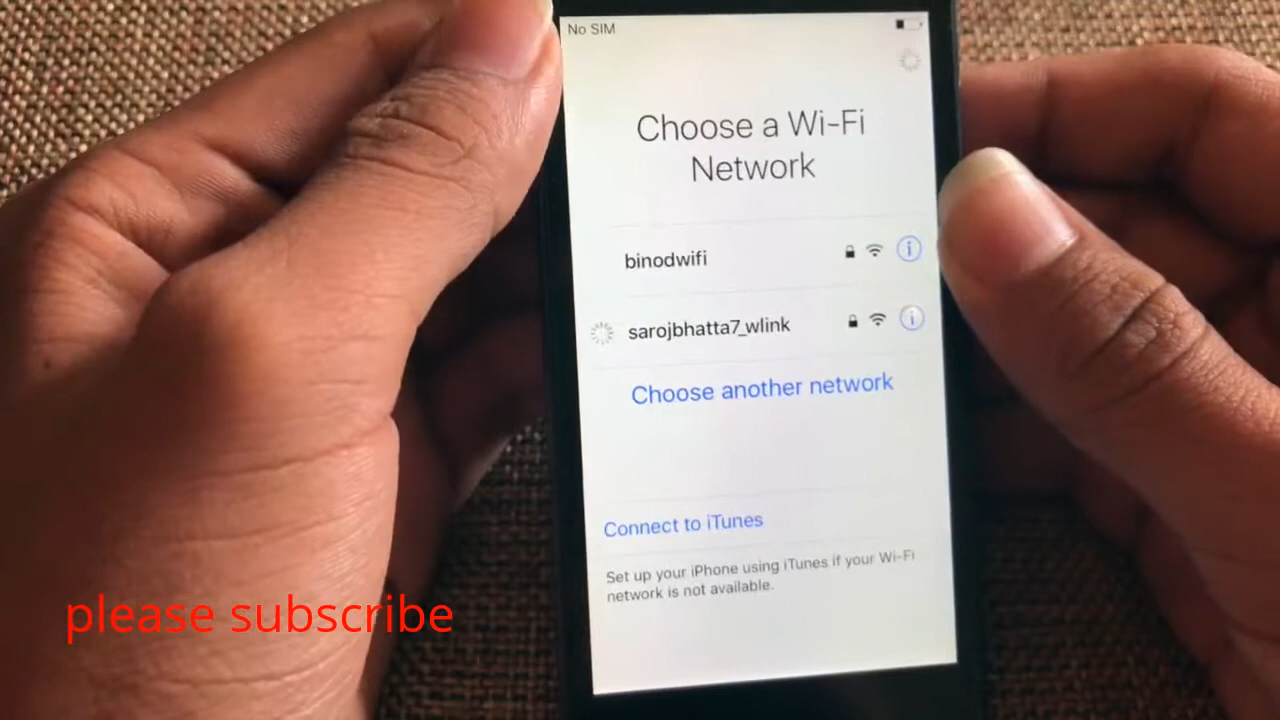 No SIM
Choose a Wi-Fi
Network
binodwifi
sarojbhatta7_wlink
Choose another network
Connect to iTunes
Set up your iPhone using iTunes if your Wi-Fi
network is not available.
please subscribe